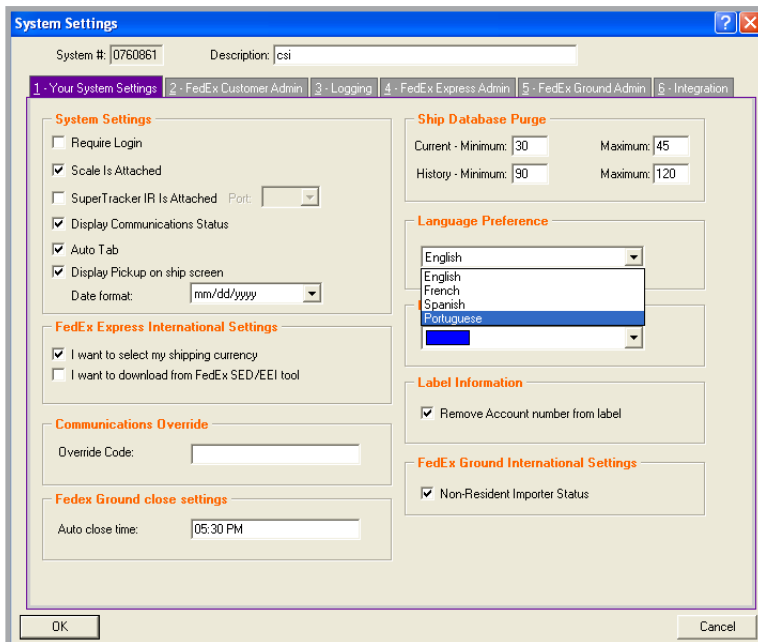 System Settings
System #: 0760861 Description: csi
1 - Your System Settings 2 - FedEx Customer Admin 3 - Logging 4 - FedEx Express Admin 5 - FedEx Ground Admin 6 - Integration
System Settings
Require Login
Scale Is Attached
SuperTracker IR Is Attached Port:
Display Communications Status
Auto Tab
Display Pickup on ship screen
Date format: mm/dd/yyyy
FedEx Express International Settings
I want to select my shipping currency
I want to download from FedEx SED/EEI tool
Communications Override
Override Code:
Fedex Ground close settings
Auto close time: 05:30 PM
Ship Database Purge
Current - Minimum: 30 Maximum: 45
History - Minimum: 90 Maximum: 120
Language Preference
English
English
French
Spanish
Portuguese
Label Information
Remove Account number from label
FedEx Ground International Settings
Non-Resident Importer Status
OK Cancel